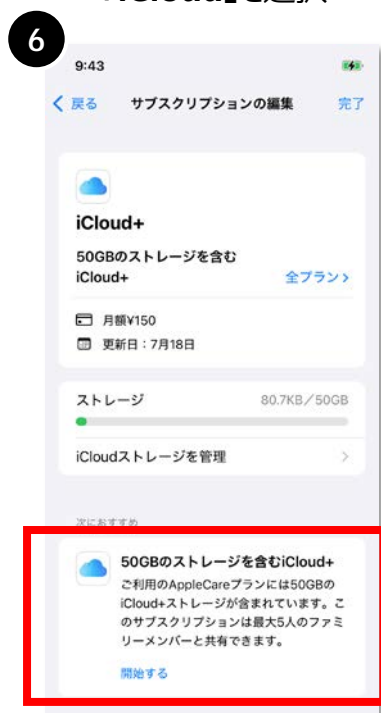 iCloud+」を選択
6
9:43
戻る サブスクリプションの編集 完了
iCloud+
50GBのストレージを含む
iCloud+ 全プラン >
月額¥150
更新日：7月18日
ストレージ 80.7KB／50GB
iCloudストレージを管理 >
次におすすめ
50GBのストレージを含むiCloud+
ご利用のAppleCareプランには50GBの
iCloud+ストレージが含まれています。こ
のサブスクリプションは最大5人のファミ
リーメンバーと共有できます。
開始する